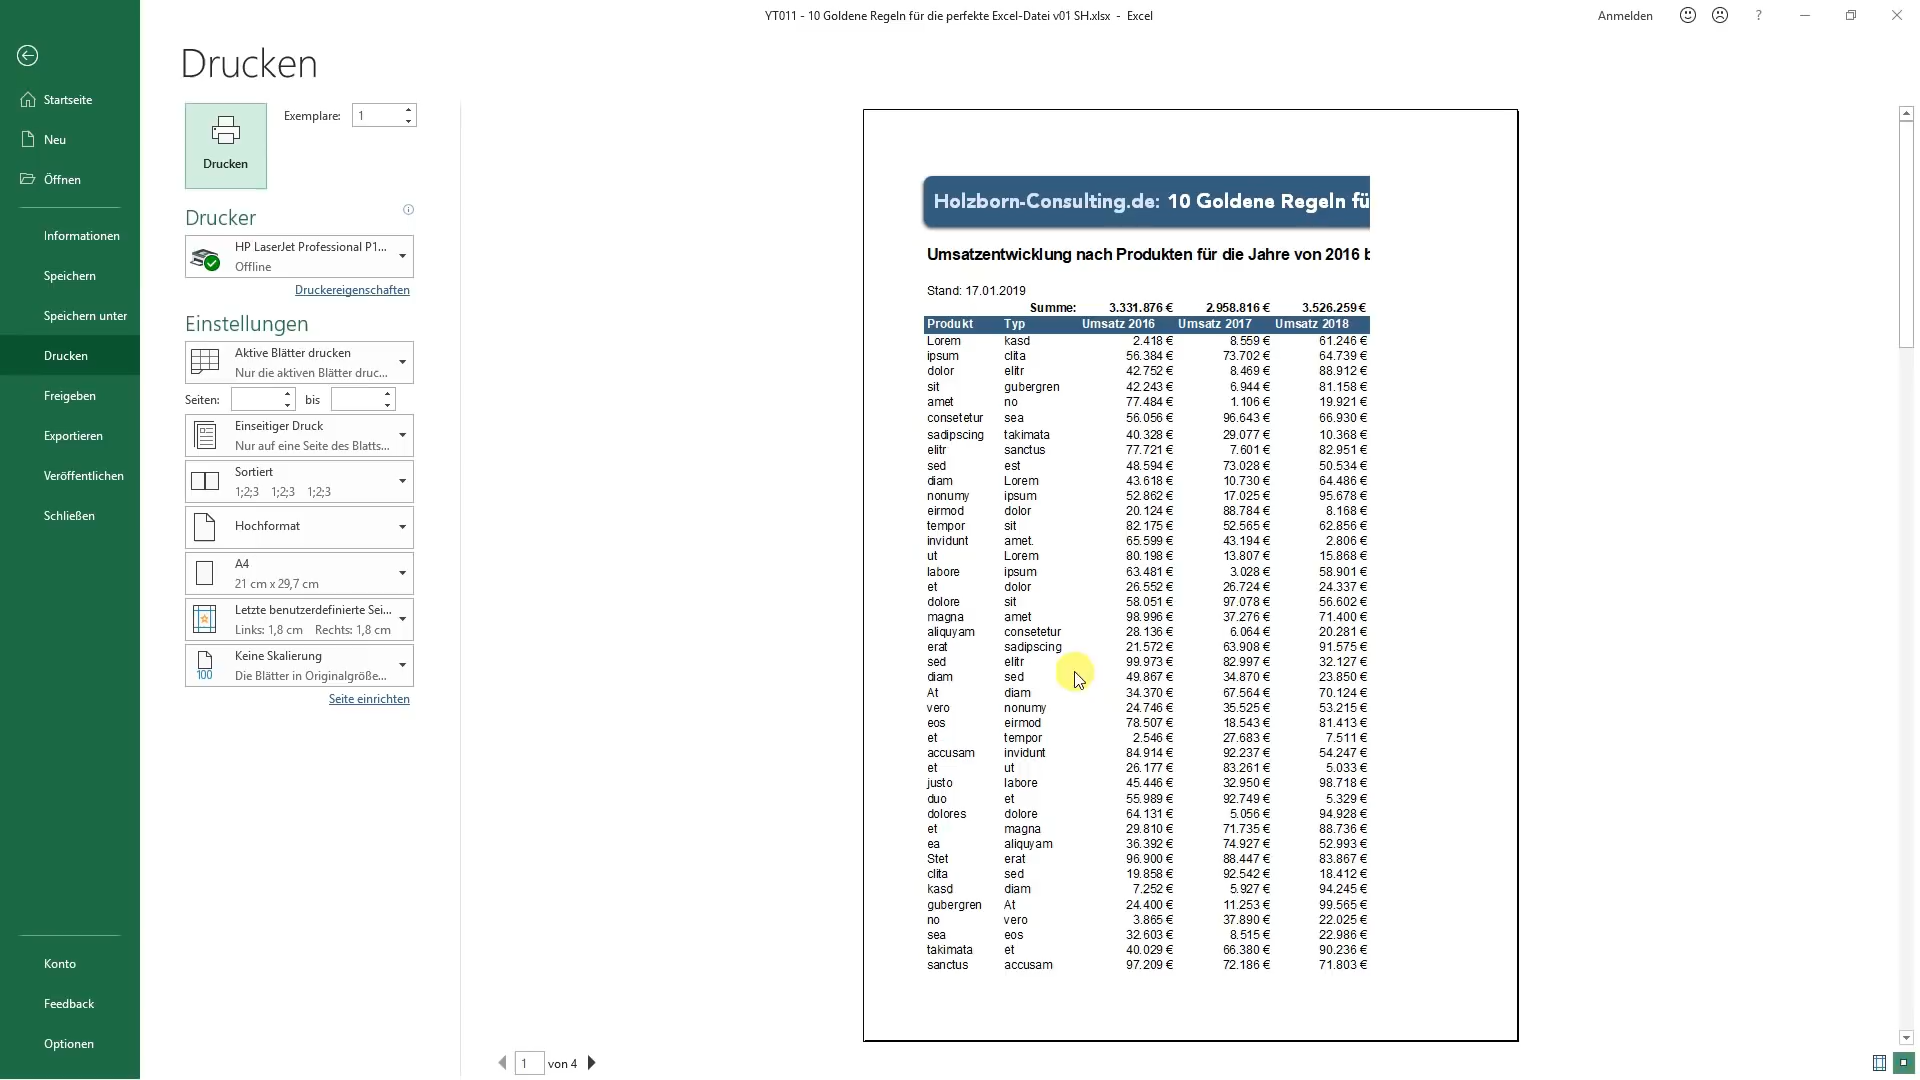 YT011 - 10 Goldene Regeln für die perfekte Excel-Datei v01 SH.xlsx - Excel
Anmelden
?
Drucken
Startseite
Neu
Öffnen
Informationen
Speichern
Speichern unter
Drucken
Freigeben
Exportieren
Veröffentlichen
Schließen
Konto
Feedback
Optionen
Drucken
Exemplare: 1
Drucker
HP LaserJet Professional P1...
Offline
Druckereigenschaften
Einstellungen
Aktive Blätter drucken
Nur die aktiven Blätter druc...
Seiten: bis
Einseitiger Druck
Nur auf eine Seite des Blatts...
Sortiert
1;2;3 1;2;3 1;2;3
Hochformat
A4
21 cm x 29,7 cm
Letzte benutzerdefinierte Sei...
Links: 1,8 cm Rechts: 1,8 cm
100
Keine Skalierung
Die Blätter in Originalgröße...
Seite einrichten
Holzborn-Consulting.de: 10 Goldene Regeln fü
Umsatzentwicklung nach Produkten für die Jahre von 2016 b
Stand: 17.01.2019
Summe: 3.331.876 € 2.958.816 € 3.526.259 €
Produkt Typ Umsatz 2016 Umsatz 2017 Umsatz 2018
Lorem kasd 2.418 € 8.559 € 61.246 €
ipsum clita 56.384 € 73.702 € 64.739 €
dolor elitr 42.752 € 8.469 € 88.912 €
sit gubergren 42.243 € 6.944 € 81.158 €
amet no 77.484 € 1.106 € 19.921 €
consetetur sea 56.056 € 96.643 € 66.930 €
sadipscing takimata 40.328 € 29.077 € 10.368 €
elitr sanctus 77.721 € 7.601 € 82.951 €
sed est 48.594 € 73.028 € 50.534 €
diam Lorem 43.618 € 10.730 € 64.486 €
nonumy ipsum 52.862 € 17.025 € 95.678 €
eirmod dolor 20.124 € 88.784 € 8.168 €
tempor sit 82.175 € 52.565 € 62.856 €
invidunt amet. 65.599 € 43.194 € 2.806 €
ut Lorem 80.198 € 13.807 € 15.868 €
labore ipsum 63.481 € 3.028 € 58.901 €
et dolor 26.552 € 26.724 € 24.337 €
dolore sit 58.051 € 97.078 € 56.602 €
magna amet 98.996 € 37.276 € 71.400 €
aliquyam consetetur 28.136 € 6.064 € 20.281 €
erat sadipscing 21.572 € 63.908 € 91.575 €
sed elitr 99.973 € 82.997 € 32.127 €
diam sed 49.867 € 34.870 € 23.850 €
At diam 34.370 € 67.564 € 70.124 €
vero nonumy 24.746 € 35.525 € 53.215 €
eos eirmod 78.507 € 18.543 € 81.413 €
et tempor 2.546 € 27.683 € 7.511 €
accusam invidunt 84.914 € 92.237 € 54.247 €
et ut 26.177 € 83.261 € 5.033 €
justo labore 45.446 € 32.950 € 98.718 €
duo et 55.989 € 92.749 € 5.329 €
dolores dolore 64.131 € 5.056 € 94.928 €
et magna 29.810 € 71.735 € 88.736 €
ea aliquyam 36.392 € 74.927 € 52.993 €
Stet erat 96.900 € 88.447 € 83.867 €
clita sed 19.858 € 92.542 € 18.412 €
kasd diam 7.252 € 5.927 € 94.245 €
gubergren At 24.400 € 11.253 € 99.565 €
no vero 3.865 € 37.890 € 22.025 €
sea eos 32.603 € 8.515 € 22.986 €
takimata et 40.029 € 66.380 € 90.236 €
sanctus accusam 97.209 € 72.186 € 71.803 €
1 von 4